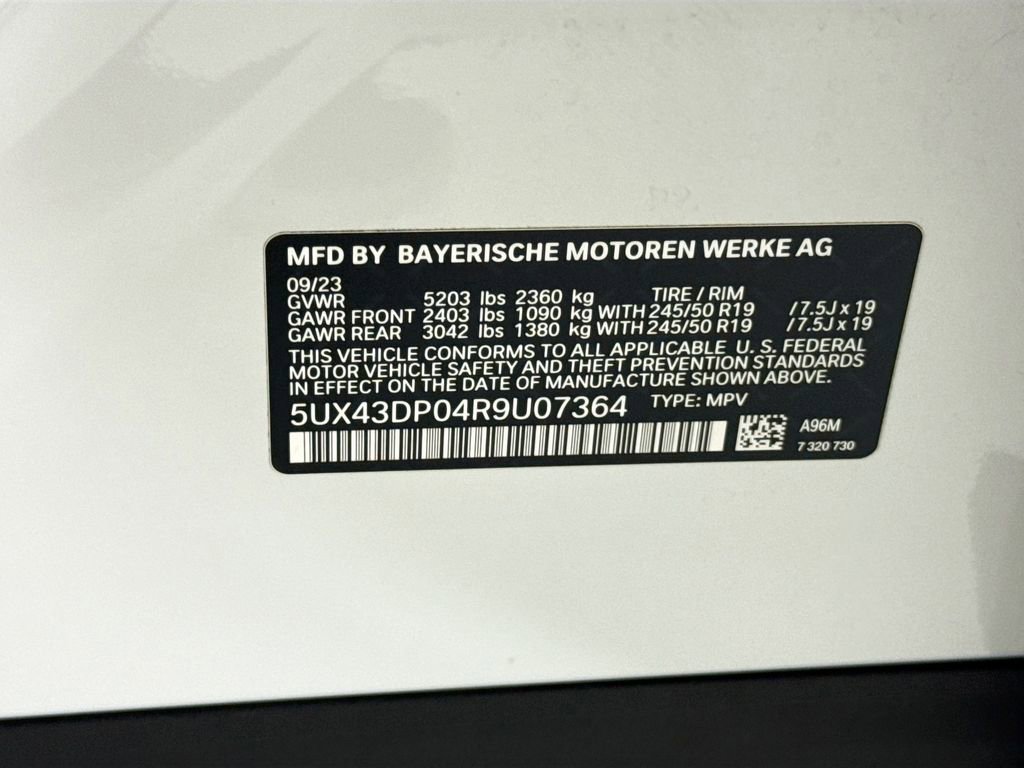 MFD BY BAYERISCHE MOTOREN WERKE AG
09/23
TIRE / RIM
GVWR 5203 lbs 2360 kg
GAWR FRONT 2403 lbs 1090 kg WITH 245/50 R19 / 7.5J x 19
GAWR REAR 3042 lbs 1380 kg WITH 245/50 R19 / 7.5J x 19
THIS VEHICLE CONFORMS TO ALL APPLICABLE U. S. FEDERAL
MOTOR VEHICLE SAFETY AND THEFT PREVENTION STANDARDS
IN EFFECT ON THE DATE OF MANUFACTURE SHOWN ABOVE.
5UX43DP04R9U07364 TYPE: MPV
A96M
7 320 730